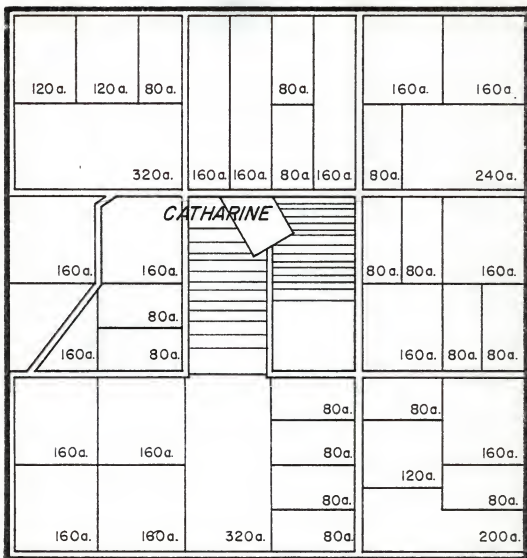 120a. 120a. 80a. 80a. 160a. 160a.
320a. 160a. 160a. 80a. 160a. 80a. 240a.
CATHARINE
160a. 160a. 80a. 80a. 160a.
80a.
160a. 80a. 160a. 80a. 80a.
80a. 80a.
160a. 160a. 80a. 160a.
120a.
80a. 80a.
160a. 160a. 320a. 80a. 200a.